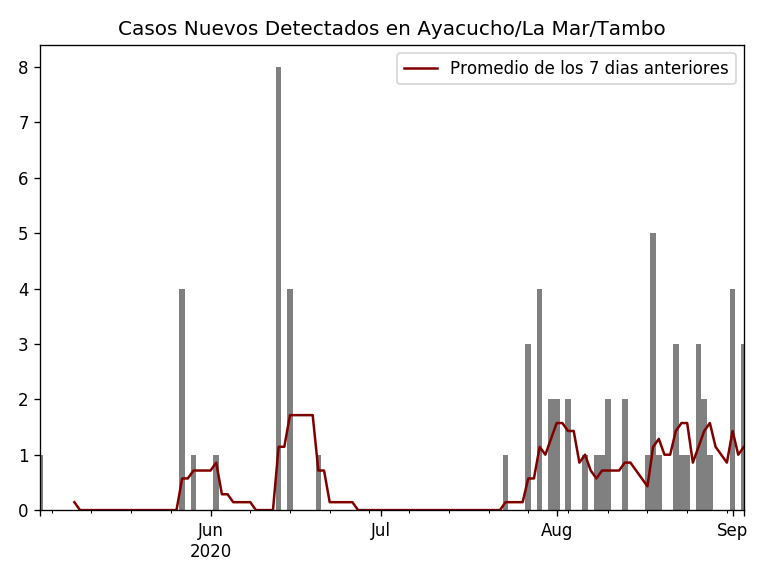 Casos Nuevos Detectados en Ayacucho/La Mar/Tambo
Promedio de los 7 dias anteriores
8
7
6
5
4
3
2
1
0
Jun
2020
Jul
Aug
Sep